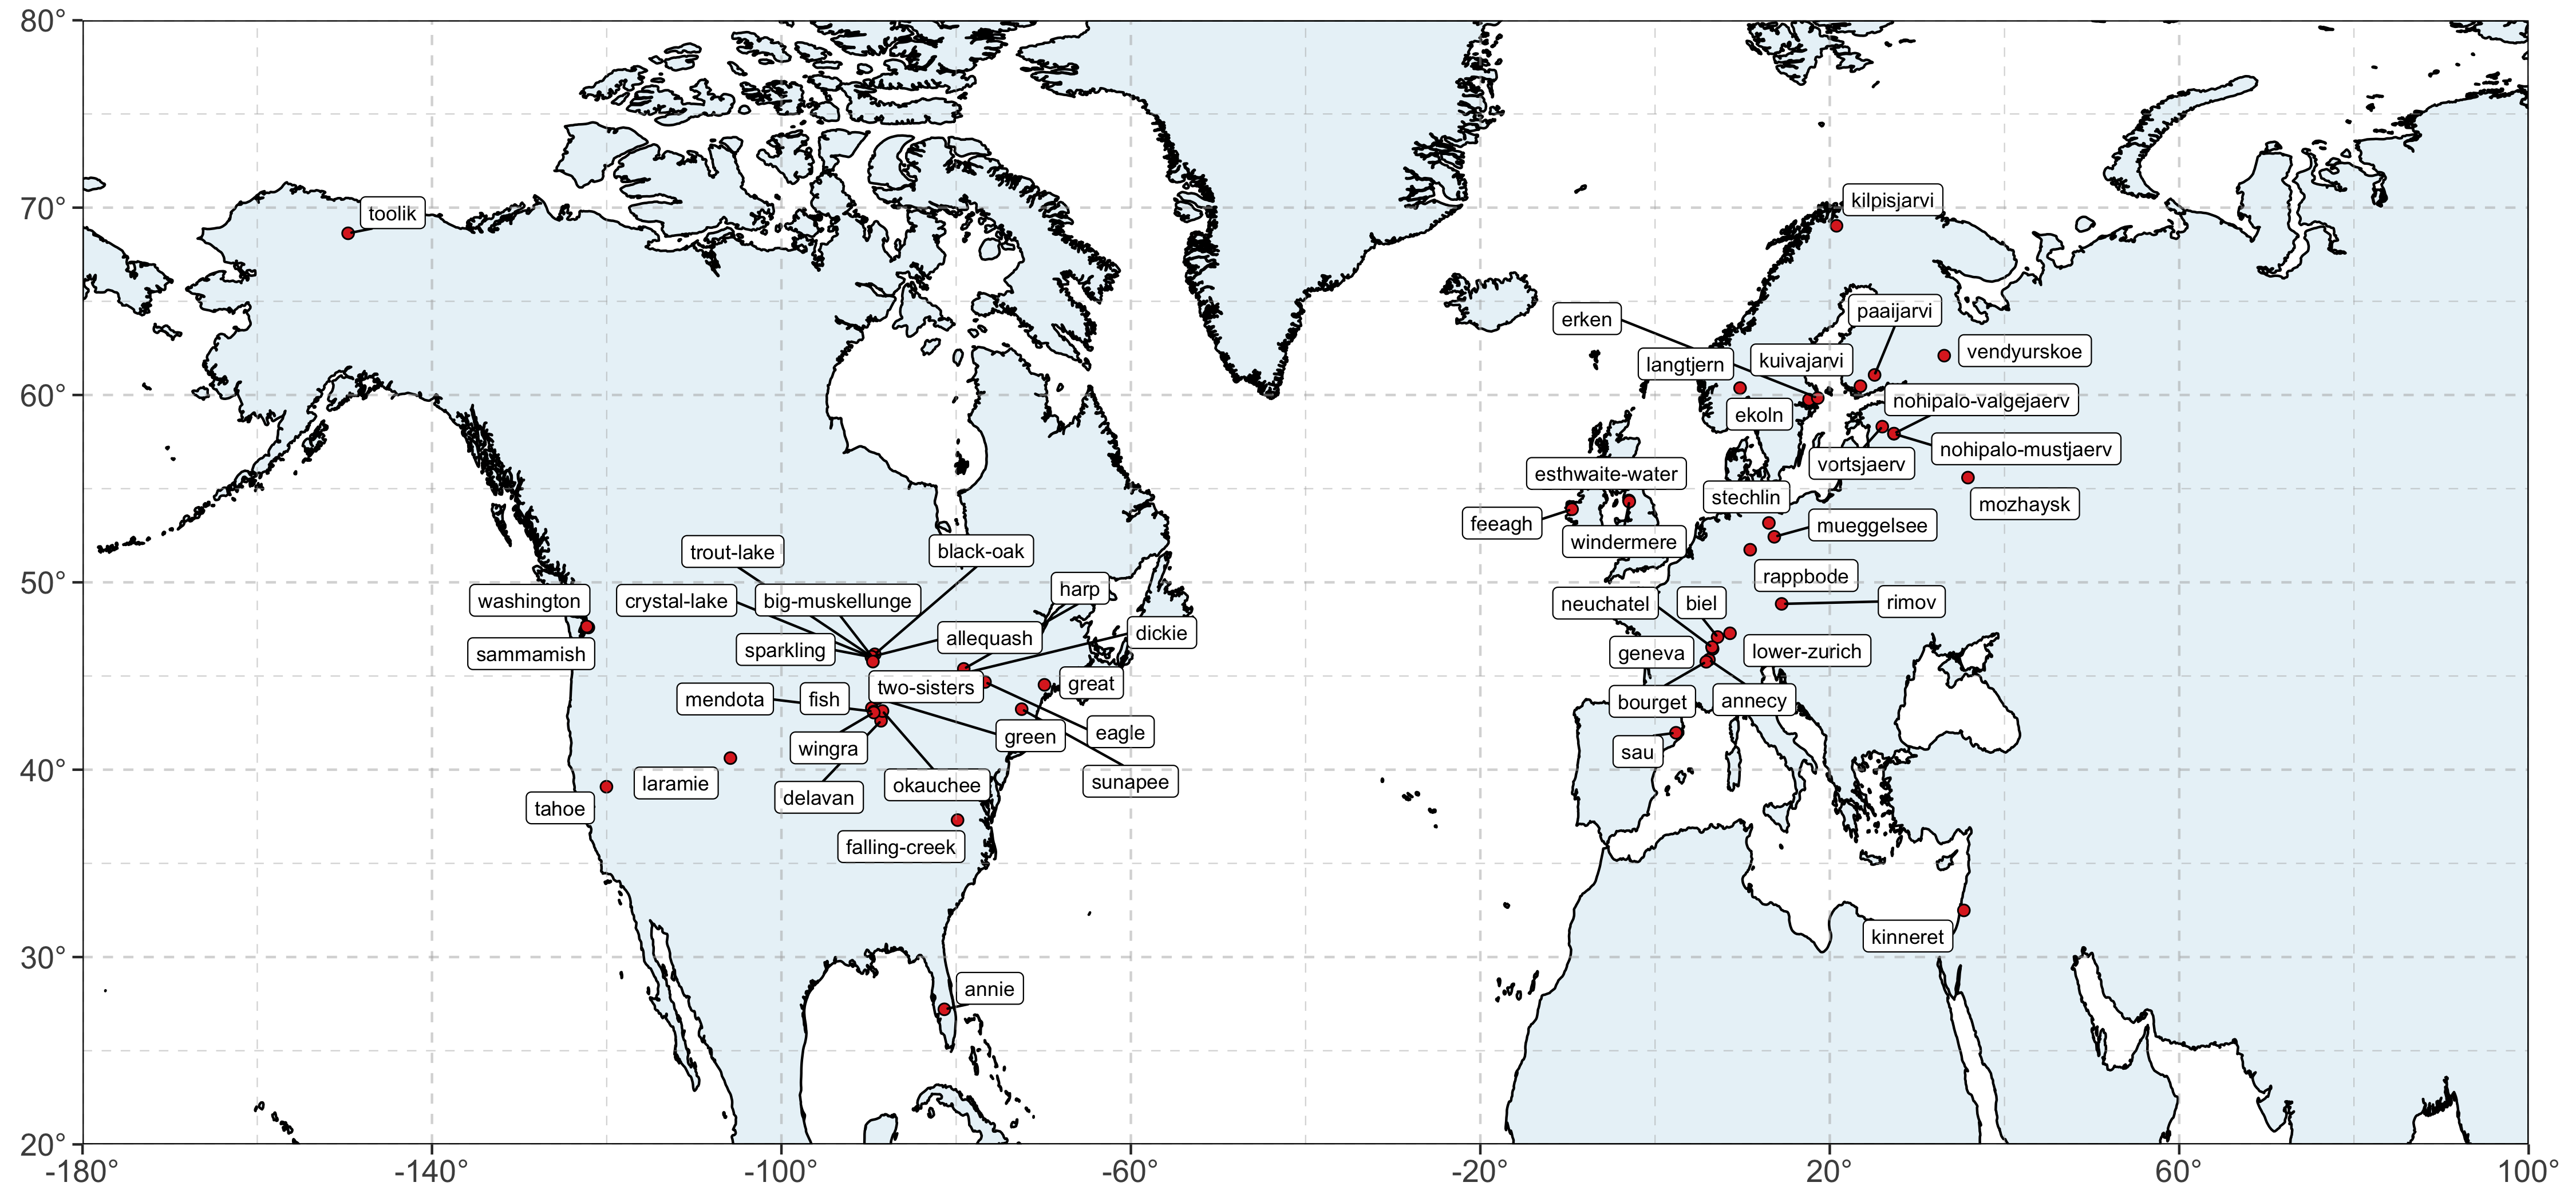 80°
70°
60°
50°
40°
30°
20°
toolik
kilpisjarvi
erken
paaijarvi
langtjern
kuivajarvi
vendyurskoe
ekoln
nohipalo-valgejaerv
nohipalo-mustjaerv
vortsjaerv
esthwaite-water
stechlin
mozhaysk
feeagh
mueggelsee
windermere
trout-lake
black-oak
rappbode
harp
washington
crystal-lake
big-muskellunge
neuchatel
biel
rimov
allequash
dickie
sammamish
sparkling
geneva
lower-zurich
two-sisters
great
mendota
fish
bourget
annecy
eagle
green
wingra
sau
laramie
okauchee
sunapee
delavan
tahoe
falling-creek
kinneret
annie
-180°
-140°
-100°
-60°
-20°
20°
60°
100°